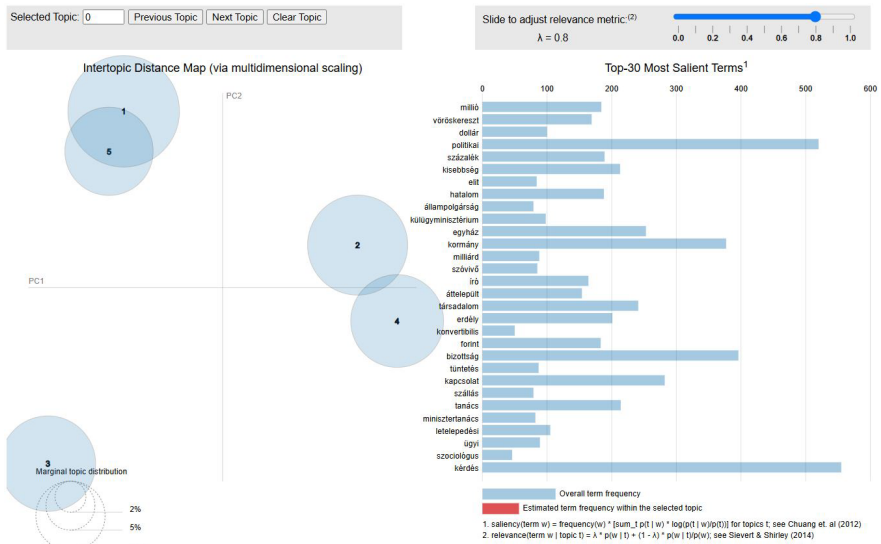 Selected Topic: 0 Previous Topic Next Topic Clear Topic
Slide to adjust relevance metric:(2)
λ = 0.8
0.0 0.2 0.4 0.6 0.8 1.0
Intertopic Distance Map (via multidimensional scaling)
PC2
1
5
2
PC1
4
3
Marginal topic distribution
2%
5%
Top-30 Most Salient Terms1
0 100 200 300 400 500 600
millió
vöröskereszt
dollár
politikai
százalék
kisebbség
elit
hatalom
állampolgárság
külügyminisztérium
egyház
kormány
milliárd
szóvivő
író
áttelepült
társadalom
erdély
konvertibilis
forint
bizottság
tüntetés
kapcsolat
szállás
tanács
minisztertanács
letelepedési
ügyi
szociológus
kérdés
Overall term frequency
Estimated term frequency within the selected topic
1. saliency(term w) = frequency(w) * [sum_t p(t | w) * log(p(t | w)/p(t))] for topics t; see Chuang et. al (2012)
2. relevance(term w | topic t) = λ * p(w | t) + (1 - λ) * p(w | t)/p(w); see Sievert & Shirley (2014)